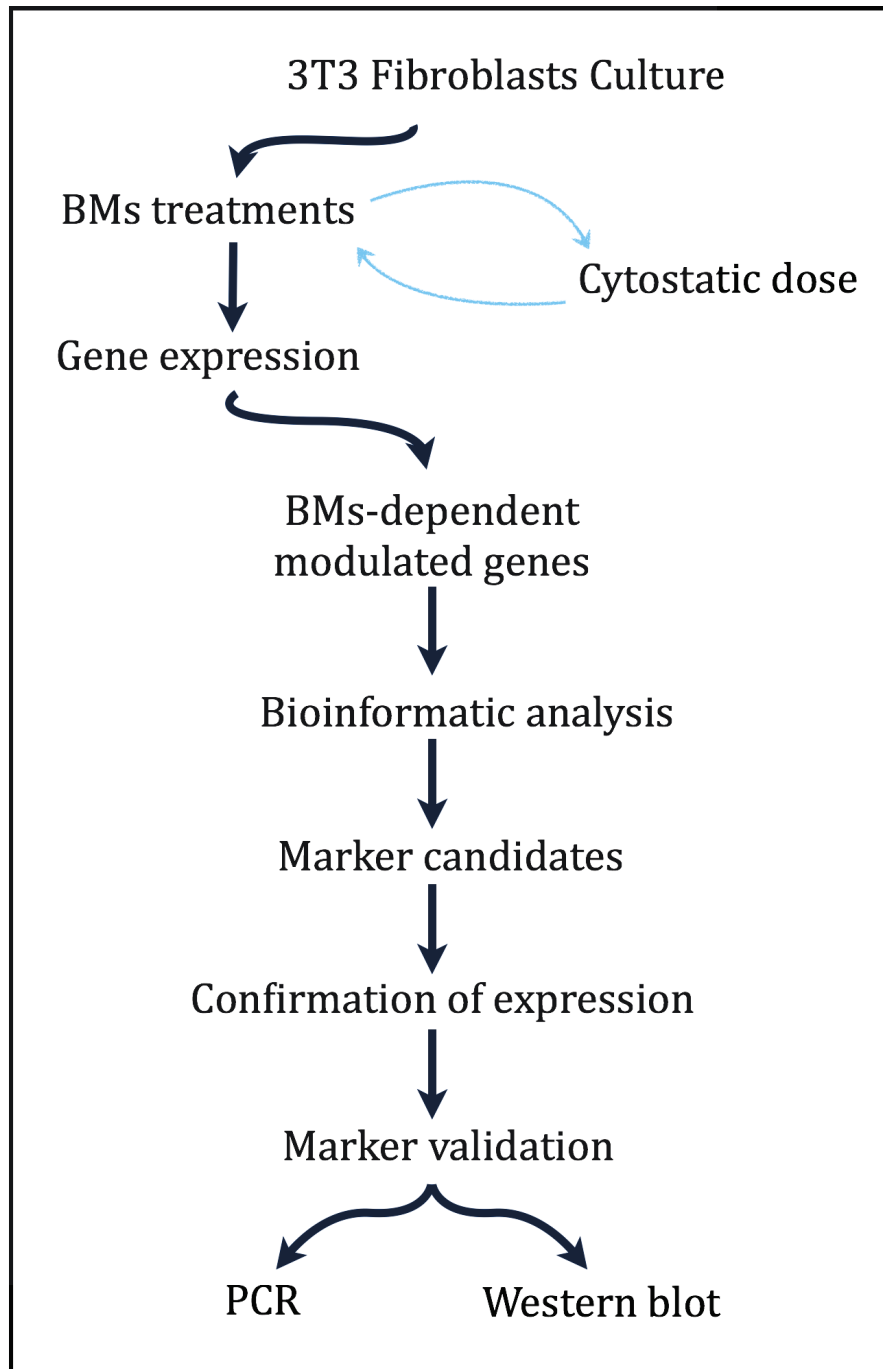 3T3 Fibroblasts Culture
BMs treatments
Cytostatic dose
Gene expression
BMs-dependent
modulated genes
Bioinformatic analysis
Marker candidates
Confirmation of expression
Marker validation
PCR
Western blot